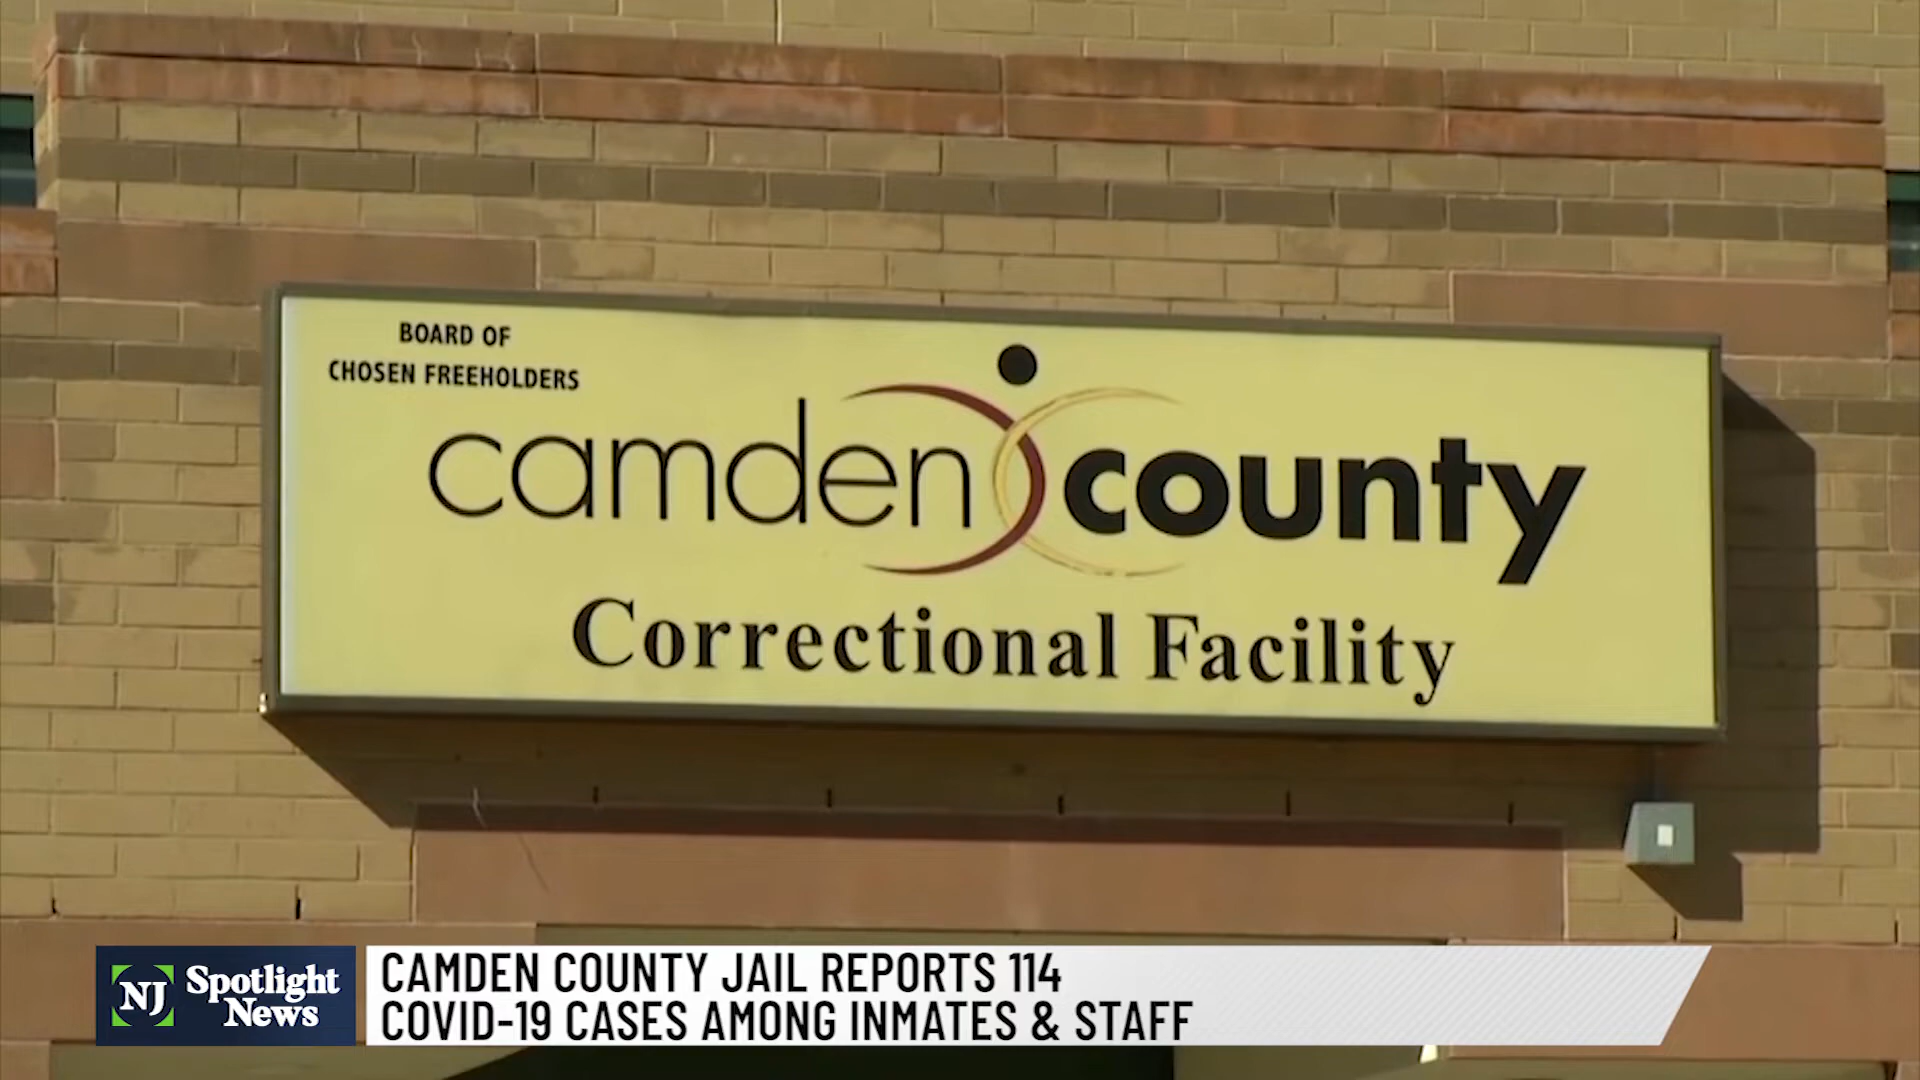 BOARD OF
CHOSEN FREEHOLDERS
camden county
Correctional Facility
NJ Spotlight News
CAMDEN COUNTY JAIL REPORTS 114
COVID-19 CASES AMONG INMATES & STAFF